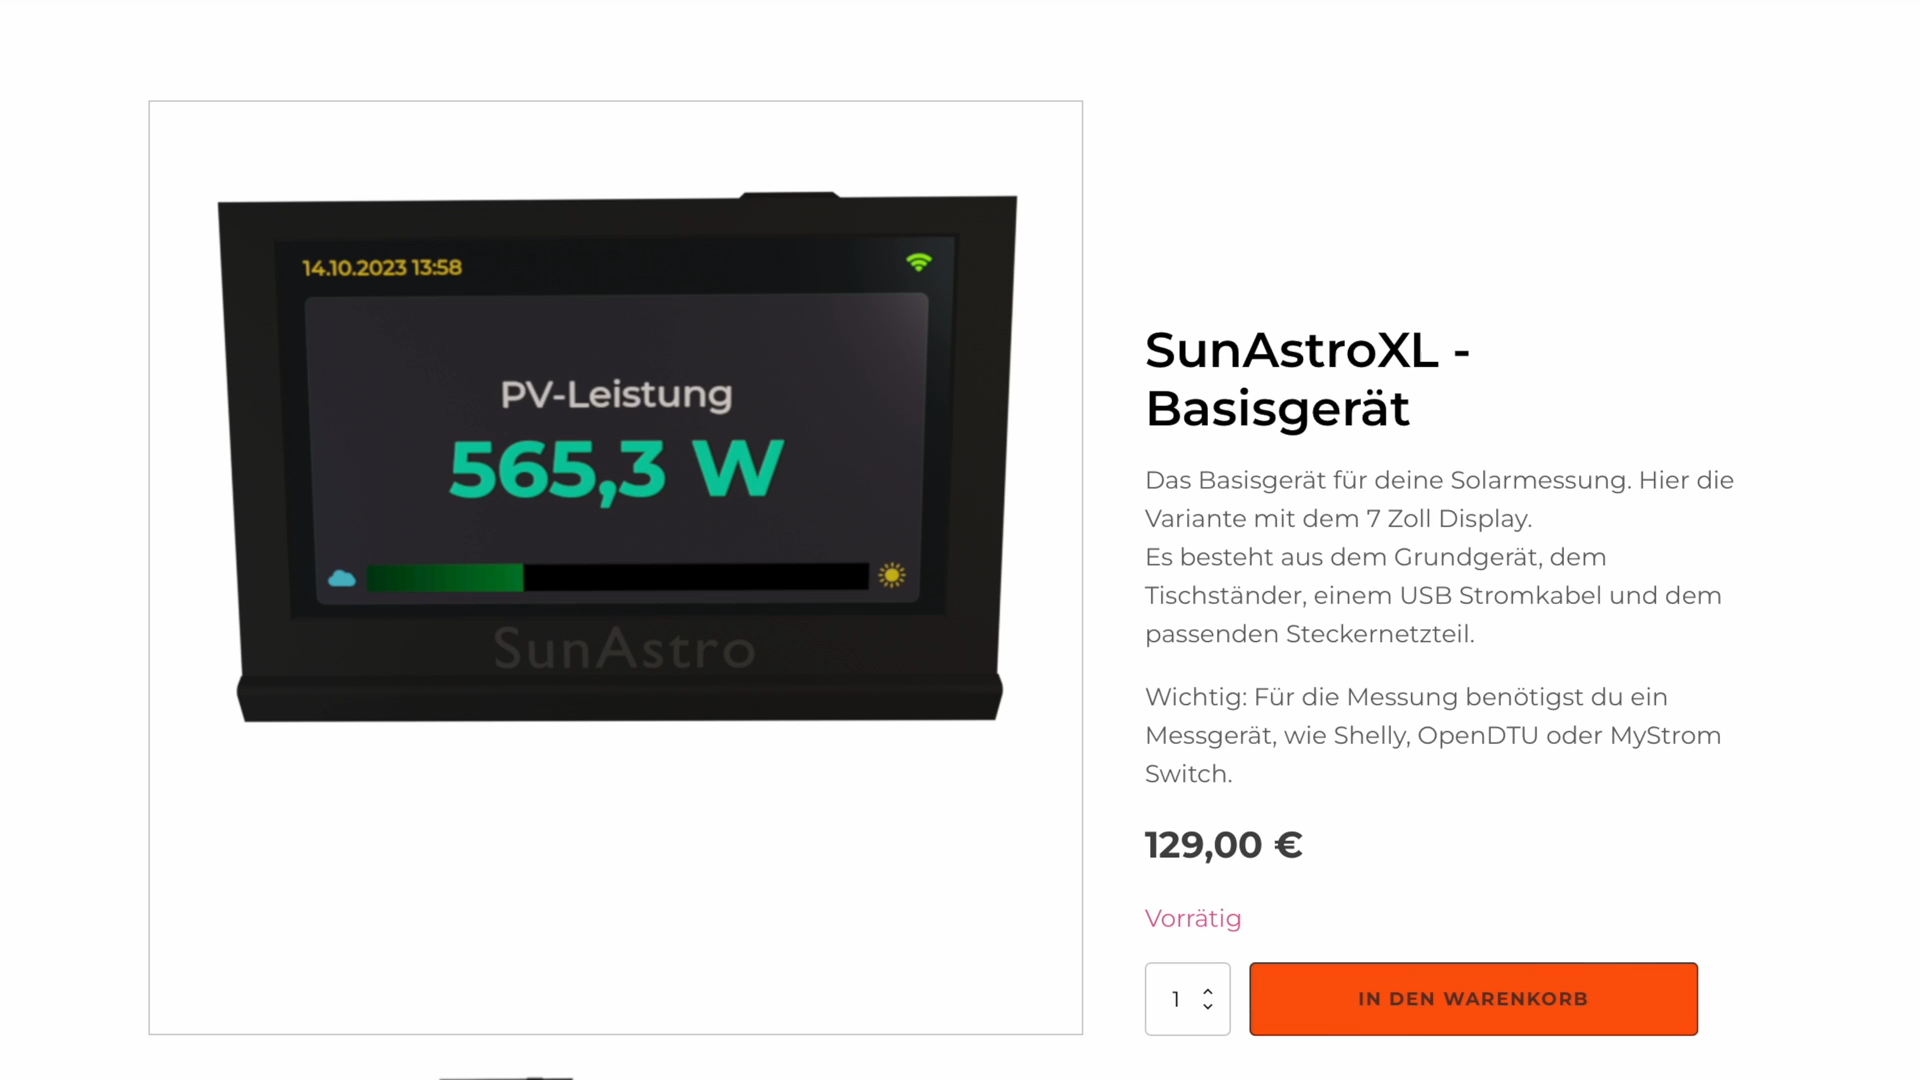 14.10.2023 13:58
PV-Leistung
565,3 W
SunAstro
SunAstroXL -
Basisgerät
Das Basisgerät für deine Solarmessung. Hier die
Variante mit dem 7 Zoll Display.
Es besteht aus dem Grundgerät, dem
Tischständer, einem USB Stromkabel und dem
passenden Steckernetzteil.
Wichtig: Für die Messung benötigst du ein
Messgerät, wie Shelly, OpenDTU oder MyStrom
Switch.
129,00 €
Vorrätig
1
IN DEN WARENKORB